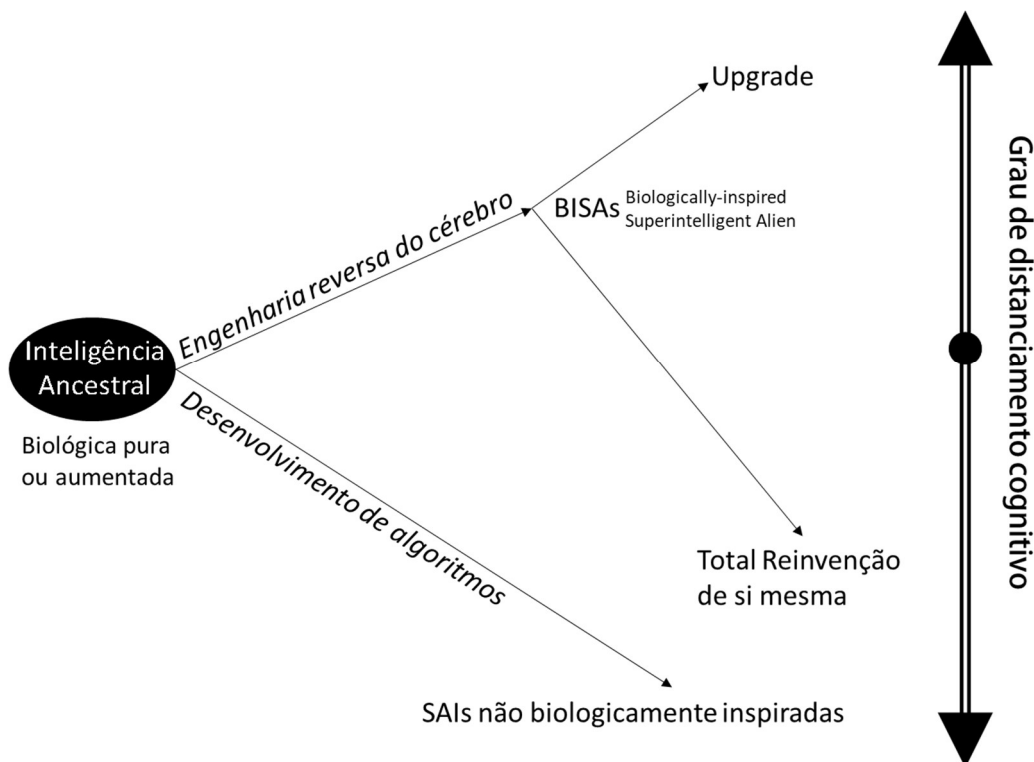 Upgrade
BISAs Biologically-inspired
Superintelligent Alien
Engenharia reversa do cérebro
Inteligência
Ancestral
Biológica pura
ou aumentada
Desenvolvimento de algoritmos
Total Reinvenção
de si mesma
SAIs não biologicamente inspiradas
Grau de distanciamento cognitivo